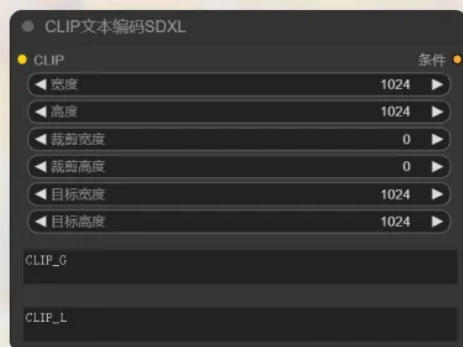 CLIP文本编码SDXL
CLIP 条件
宽度 1024
高度 1024
裁剪宽度 0
裁剪高度 0
目标宽度 1024
目标高度 1024
CLIP_G
CLIP_L